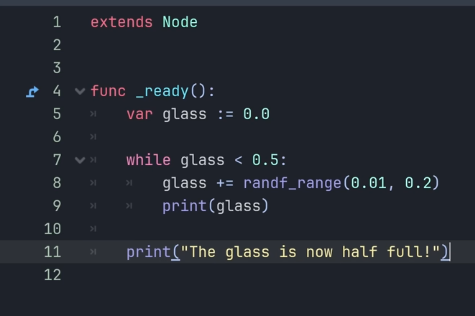 1 extends Node
2
3
4 func _ready():
5 var glass := 0.0
6
7 while glass < 0.5:
8 glass += randf_range(0.01, 0.2)
9 print(glass)
10
11 print("The glass is now half full!")
12